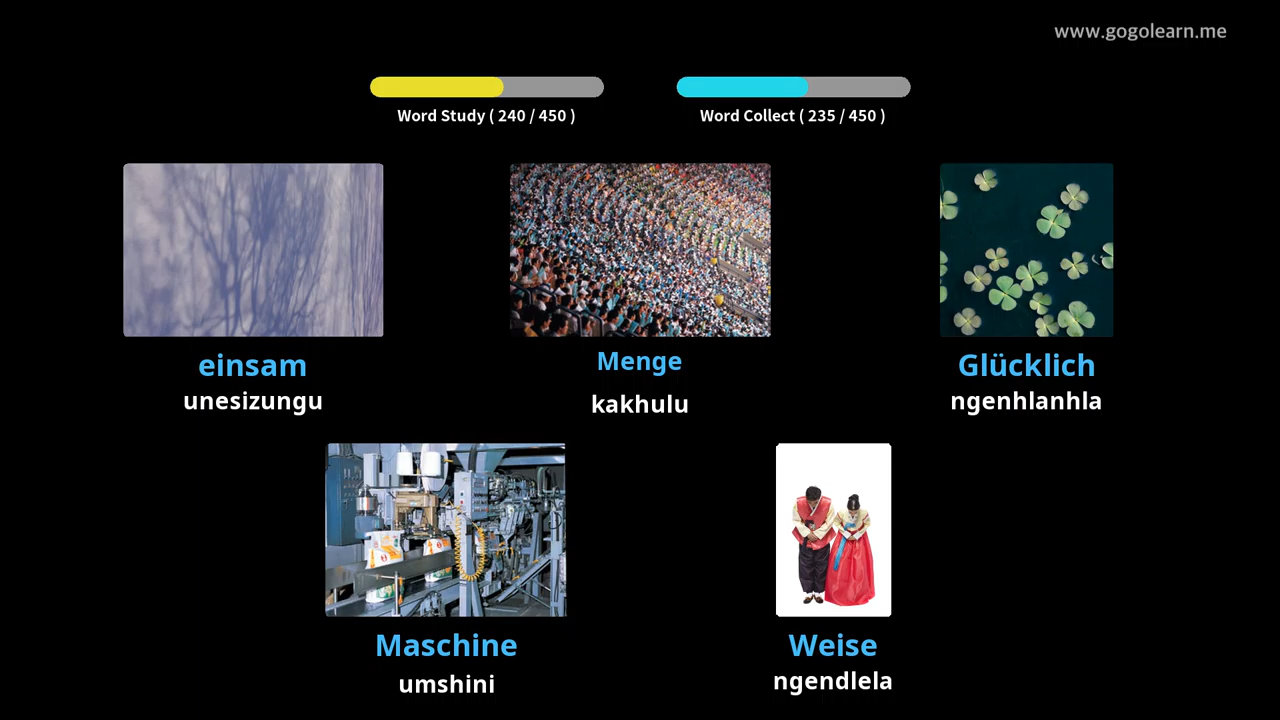 www.gogolearn.me
Word Study ( 240 / 450 )
Word Collect ( 235 / 450 )
einsam
unesizungu
Menge
kakhulu
Glücklich
ngenhlanhla
Maschine
umshini
Weise
ngendlela